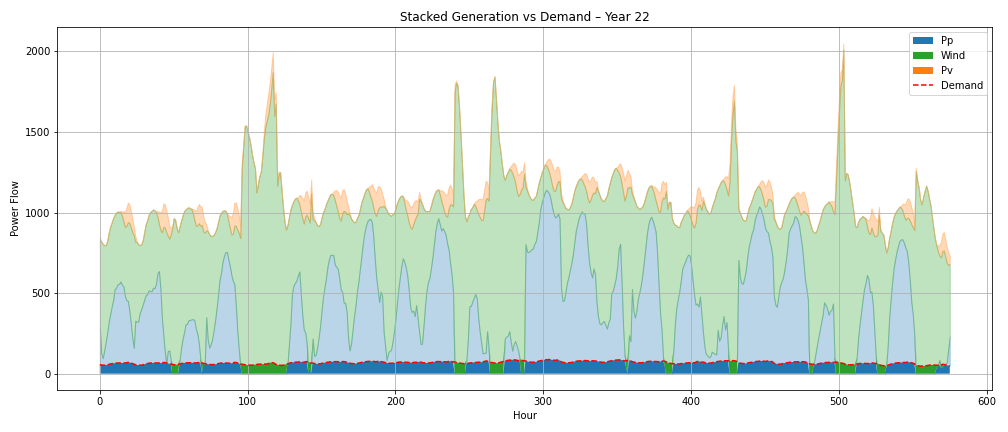 Stacked Generation vs Demand – Year 22
Power Flow
2000
1500
1000
500
0
Pp
Wind
Pv
Demand
0
100
200
300
400
500
600
Hour